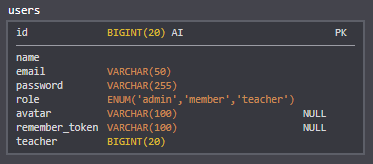 users
id BIGINT(20) AI PK
name
email VARCHAR(50)
password VARCHAR(255)
role ENUM('admin','member','teacher')
avatar VARCHAR(100) NULL
remember_token VARCHAR(100) NULL
teacher BIGINT(20)